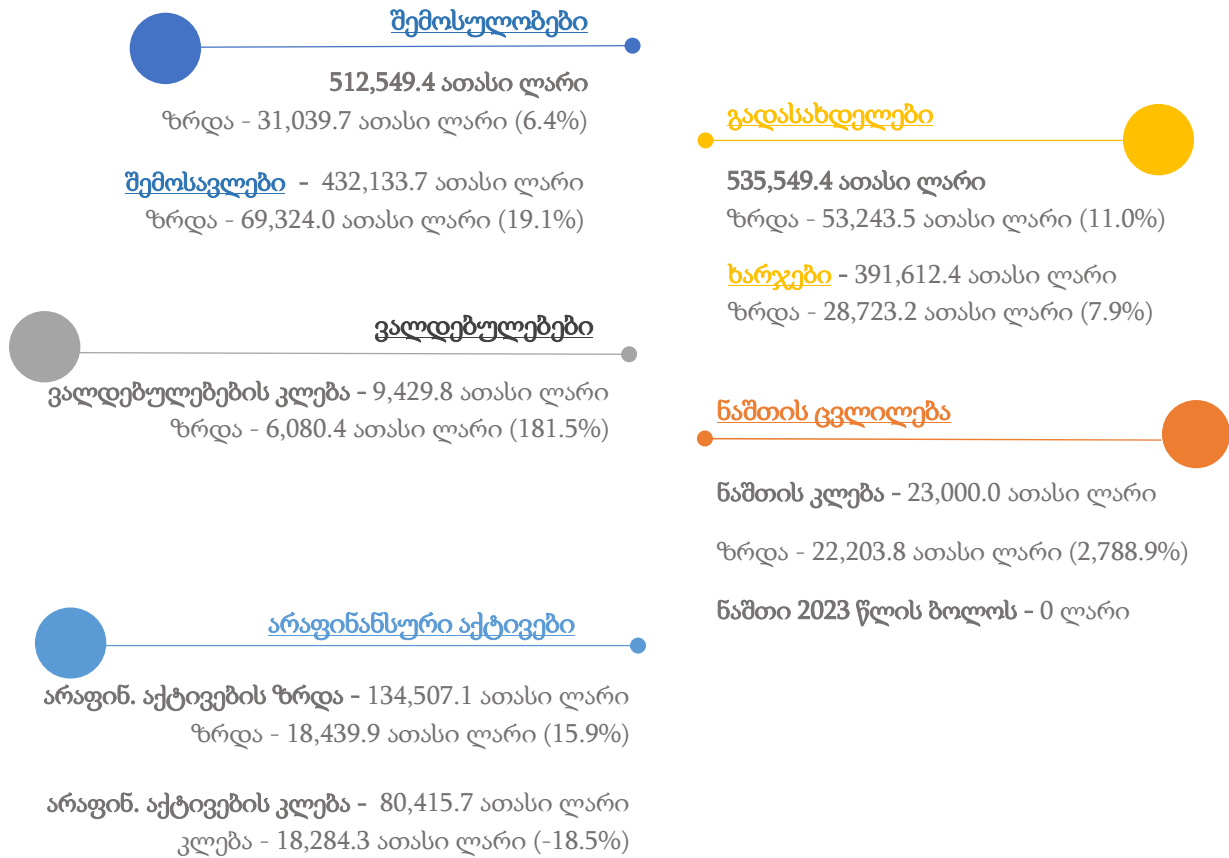 შემოსულობები
512,549.4 ათასი ლარი
ზრდა - 31,039.7 ათასი ლარი (6.4%)
შემოსავლები - 432,133.7 ათასი ლარი
ზრდა - 69,324.0 ათასი ლარი (19.1%)
ვალდებულებები
ვალდებულებების კლება - 9,429.8 ათასი ლარი
ზრდა - 6,080.4 ათასი ლარი (181.5%)
არაფინანსური აქტივები
არაფინ. აქტივების ზრდა - 134,507.1 ათასი ლარი
ზრდა - 18,439.9 ათასი ლარი (15.9%)
არაფინ. აქტივების კლება - 80,415.7 ათასი ლარი
კლება - 18,284.3 ათასი ლარი (-18.5%)
გადასახდელები
535,549.4 ათასი ლარი
ზრდა - 53,243.5 ათასი ლარი (11.0%)
ხარჯები - 391,612.4 ათასი ლარი
ზრდა - 28,723.2 ათასი ლარი (7.9%)
ნაშთის ცვლილება
ნაშთის კლება - 23,000.0 ათასი ლარი
ზრდა - 22,203.8 ათასი ლარი (2,788.9%)
ნაშთი 2023 წლის ბოლოს - 0 ლარი